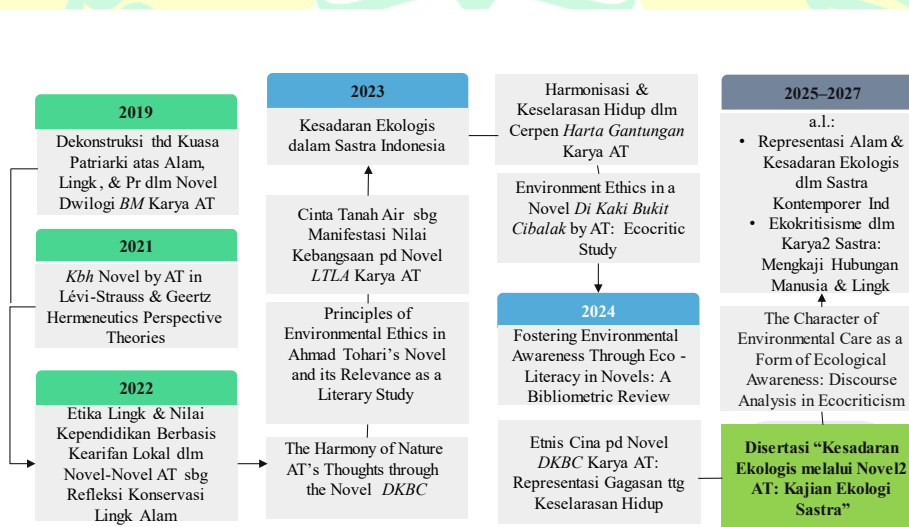 2019
Dekonstruksi thd Kuasa
Patriarki atas Alam,
Lingk, & Pr dlm Novel
Dwilogi BM Karya AT
2021
Kbh Novel by AT in
Lévi-Strauss & Geertz
Hermeneutics Perspective
Theories
2022
Etika Lingk & Nilai
Kependidikan Berbasis
Kearifan Lokal dlm
Novel-Novel AT sbg
Refleksi Konservasi
Lingk Alam
2023
Kesadaran Ekologis
dalam Sastra Indonesia
Cinta Tanah Air sbg
Manifestasi Nilai
Kebangsaan pd Novel
LTLA Karya AT
Principles of
Environmental Ethics in
Ahmad Tohari's Novel
and its Relevance as a
Literary Study
The Harmony of Nature
AT's Thoughts through
the Novel DKBC
Harmonisasi &
Keselarasan Hidup dlm
Cerpen Harta Gantungan
Karya AT
Environment Ethics in a
Novel Di Kaki Bukit
Cibalak by AT: Ecocritic
Study
2024
Fostering Environmental
Awareness Through Eco -
Literacy in Novels: A
Bibliometric Review
Etnis Cina pd Novel
DKBC Karya AT:
Representasi Gagasan ttg
Keselarasan Hidup
2025–2027
a.l.:
• Representasi Alam &
Kesadaran Ekologis
dlm Sastra
Kontemporer Ind
• Ekokritisisme dlm
Karya2 Sastra:
Mengkaji Hubungan
Manusia & Lingk
The Character of
Environmental Care as a
Form of Ecological
Awareness: Discourse
Analysis in Ecocriticism
Disertasi “Kesadaran
Ekologis melalui Novel2
AT: Kajian Ekologi
Sastra”